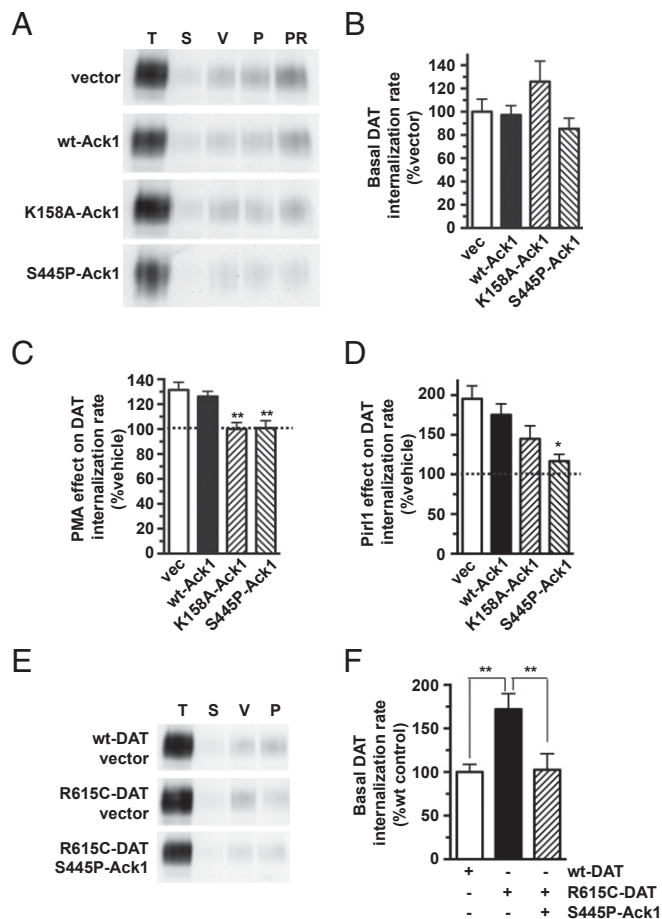 A
T S V P PR
vector
wt-Ack1
K158A-Ack1
S445P-Ack1
B
Basal DAT
internalization rate
(%vector)
140
120
100
80
60
40
20
0
vec
wt-Ack1
K158A-Ack1
S445P-Ack1
C
PMA effect on DAT
internalization rate
(%vehicle)
140
120
100
80
60
40
20
0
** **
vec
wt-Ack1
K158A-Ack1
S445P-Ack1
D
Pirl1 effect on DAT
internalization rate
(%vehicle)
200
150
100
50
0
*
vec
wt-Ack1
K158A-Ack1
S445P-Ack1
E
T S V P
wt-DAT
vector
R615C-DAT
vector
R615C-DAT
S445P-Ack1
F
Basal DAT
internalization rate
(%wt control)
200
150
100
50
0
** **
+ - - wt-DAT
- + + R615C-DAT
- - + S445P-Ack1